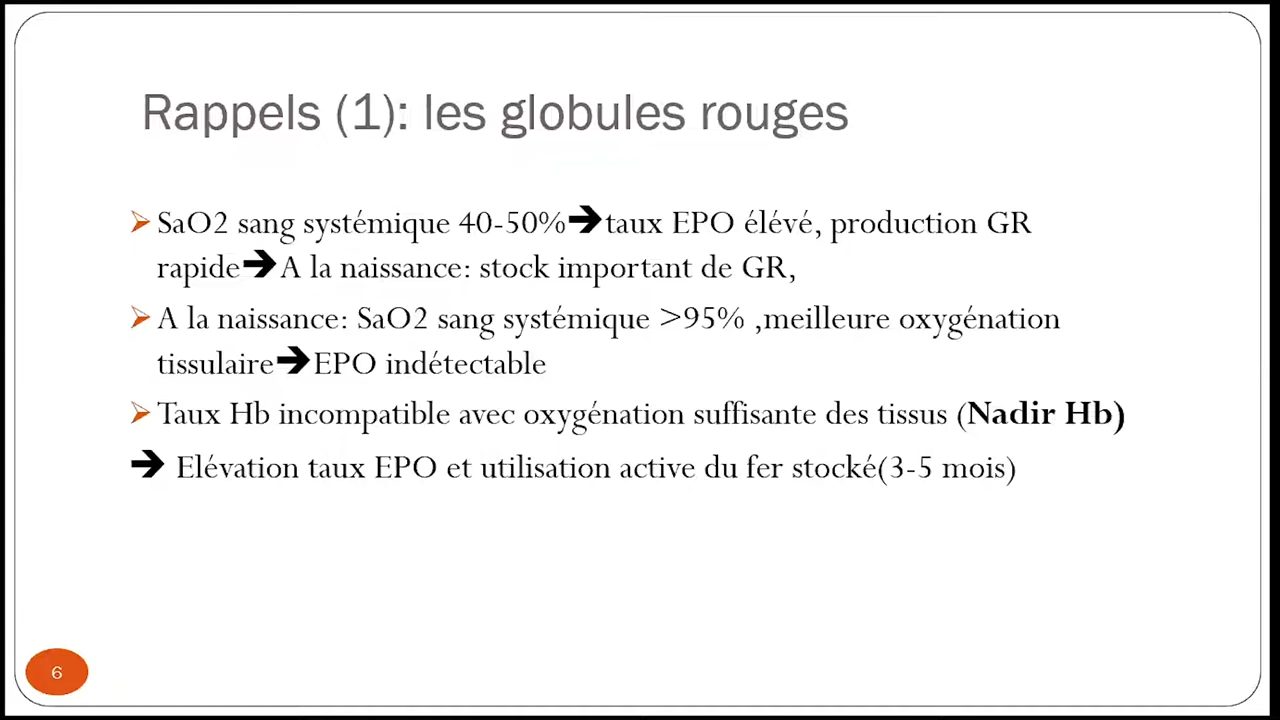 Rappels (1): les globules rouges
➢SaO2 sang systémique 40-50%➔taux EPO élévé, production GR
rapide➔A la naissance: stock important de GR,
➢A la naissance: SaO2 sang systémique >95% ,meilleure oxygénation
tissulaire➔EPO indétectable
➢Taux Hb incompatible avec oxygénation suffisante des tissus (Nadir Hb)
➔ Elévation taux EPO et utilisation active du fer stocké(3-5 mois)
6